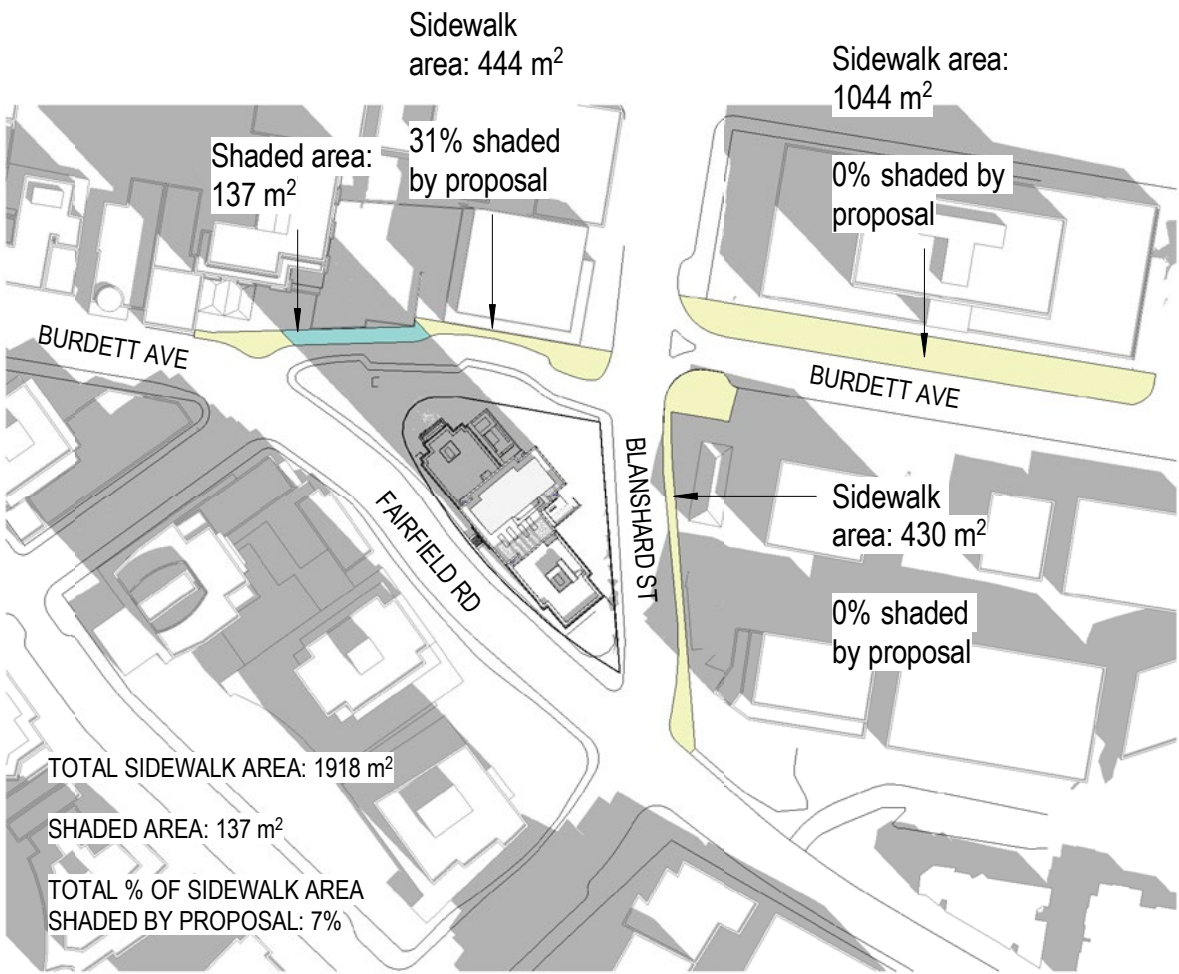 Sidewalk
area: 444 m²
31% shaded
by proposal
Shaded area:
137 m²
Sidewalk area:
1044 m²
0% shaded by
proposal
BURDETT AVE
BURDETT AVE
FAIRFIELD RD
BLANSHARD ST
Sidewalk
area: 430 m²
0% shaded
by proposal
TOTAL SIDEWALK AREA: 1918 m²
SHADED AREA: 137 m²
TOTAL % OF SIDEWALK AREA
SHADED BY PROPOSAL: 7%